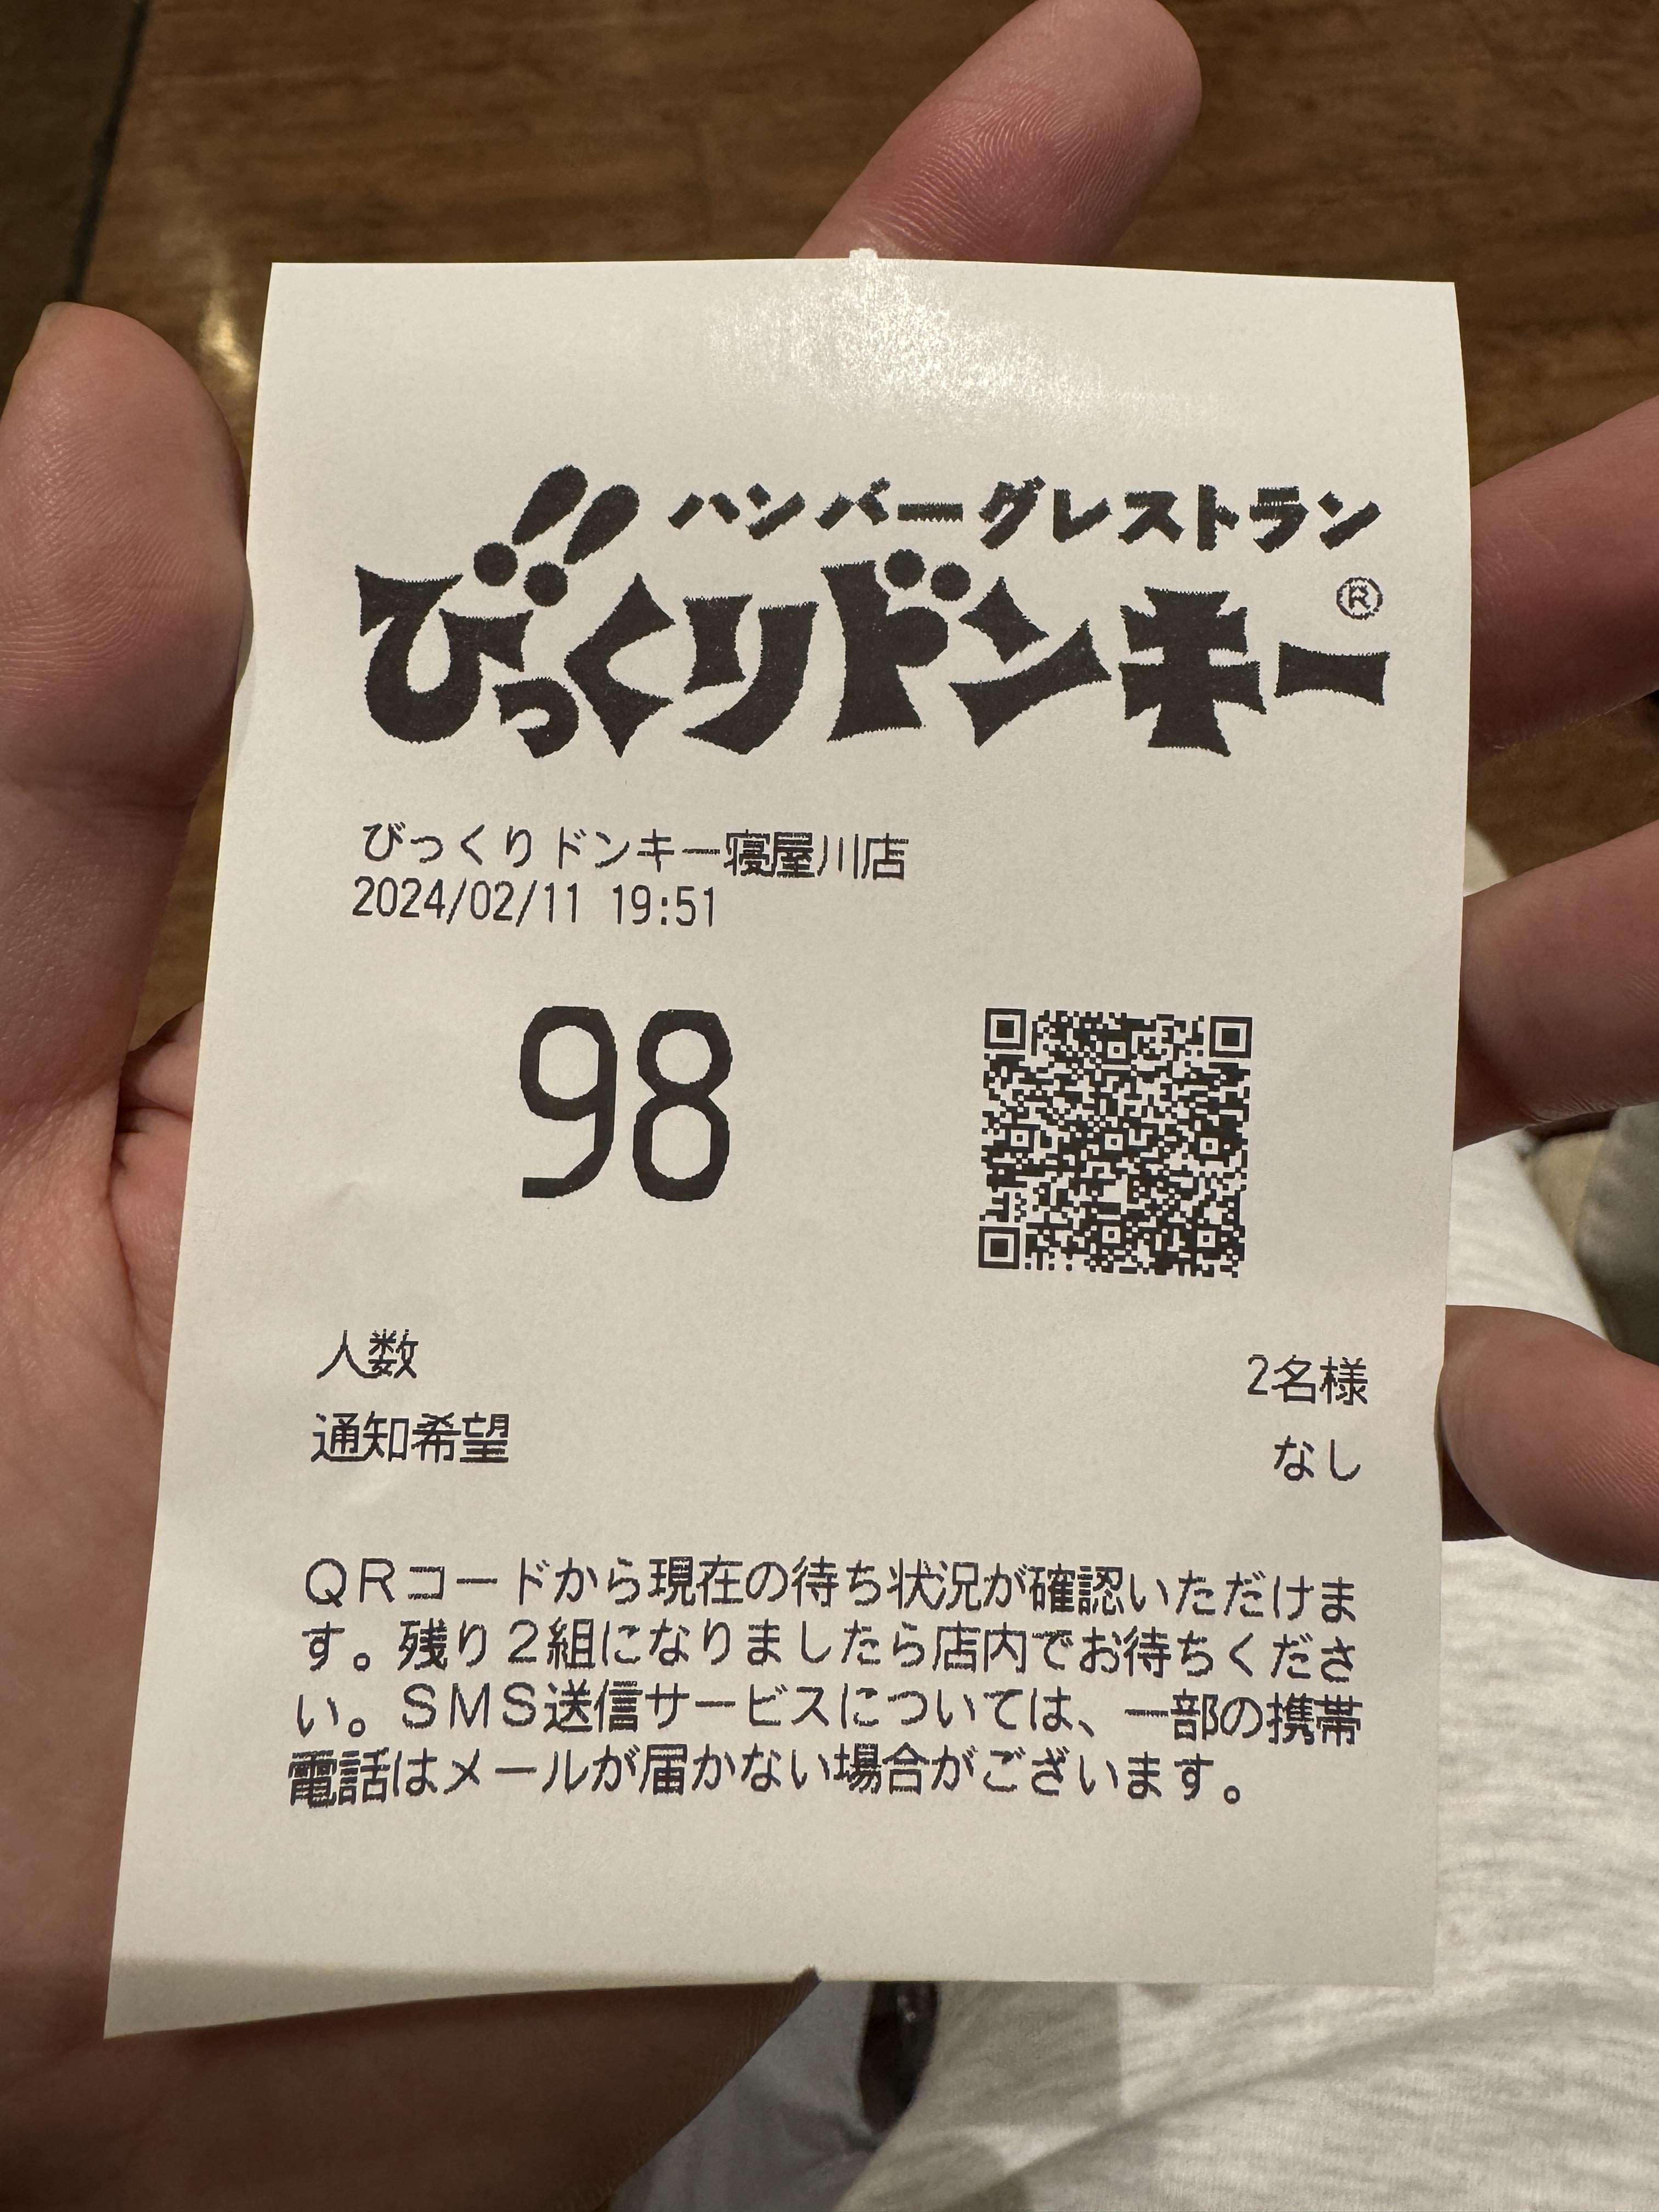 ハンバーグレストラン
びっくりドンキー®
びっくりドンキー寝屋川店
2024/02/11 19:51
98
人数 2名様
通知希望 なし
QRコードから現在の待ち状況が確認いただけま
す。残り2組になりましたら店内でお待ちくださ
い。SMS送信サービスについては、一部の携帯
電話はメールが届かない場合がございます。